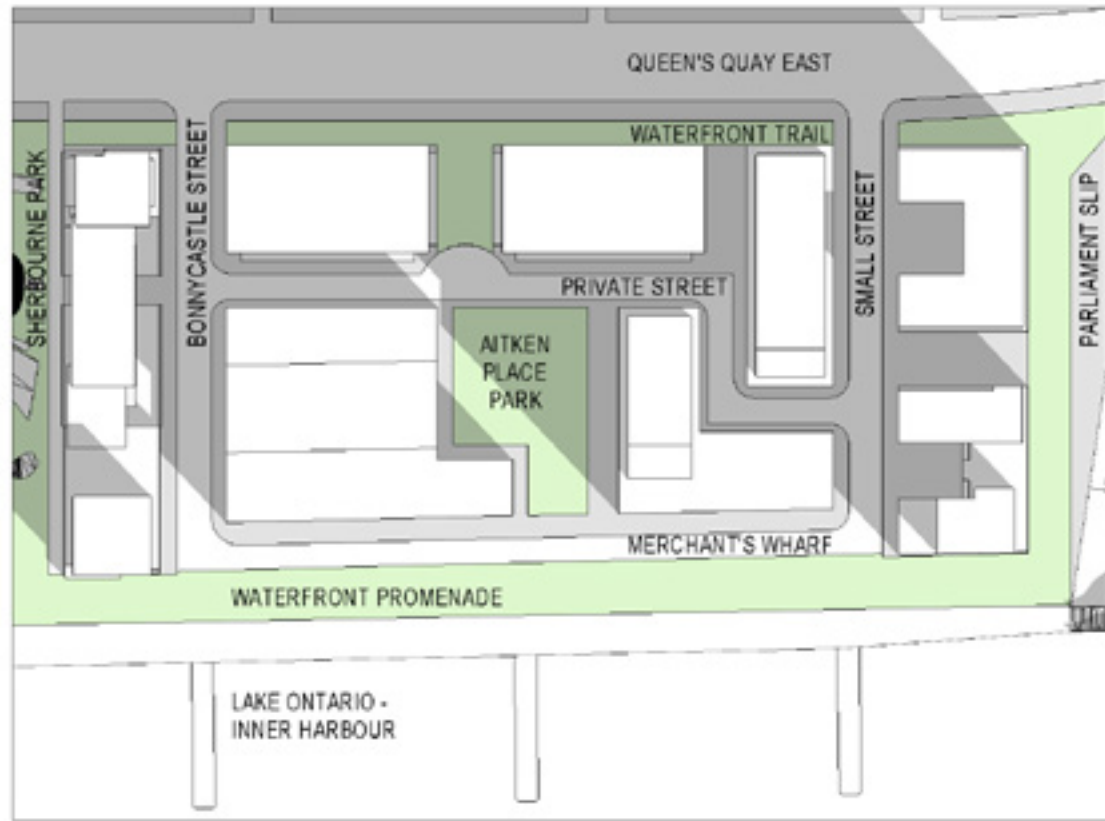 QUEEN'S QUAY EAST
WATERFRONT TRAIL
SHERBOURNE PARK
BONNYCASTLE STREET
SMALL STREET
PARLIAMENT SLIP
PRIVATE STREET
AITKEN
PLACE
PARK
MERCHANT'S WHARF
WATERFRONT PROMENADE
LAKE ONTARIO -
INNER HARBOUR